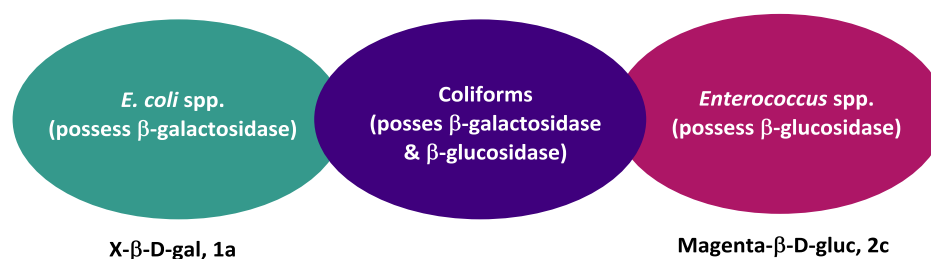 E. coli spp.
(possess β-galactosidase)
Coliforms
(posses β-galactosidase
& β-glucosidase)
Enterococcus spp.
(possess β-glucosidase)
X-β-D-gal, 1a
Magenta-β-D-gluc, 2c